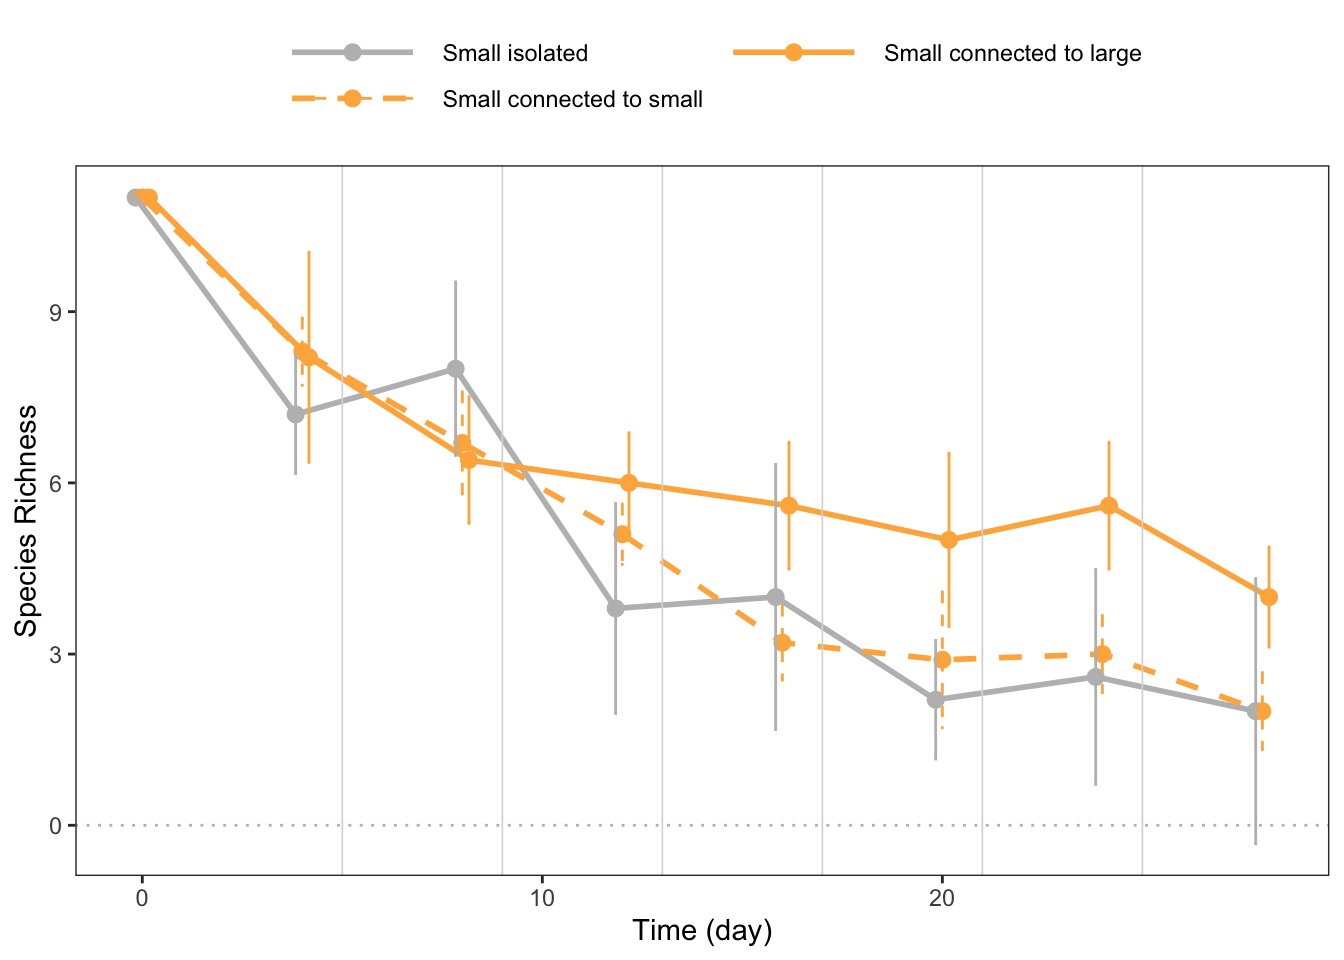 Small isolated
Small connected to large
Small connected to small
Species Richness
9
6
3
0
0
10
20
Time (day)